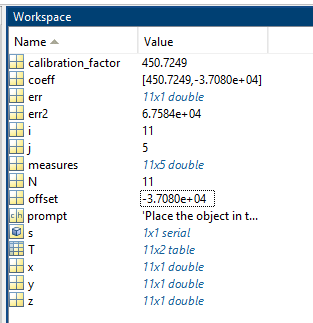 Workspace
Name Value
calibration_factor 450.7249
coeff [450.7249,-3.7080e+04]
err 11x1 double
err2 6.7584e+04
i 11
j 5
measures 11x5 double
N 11
offset -3.7080e+04
prompt 'Place the object in t...
s 1x1 serial
T 11x2 table
x 11x1 double
y 11x1 double
z 11x1 double